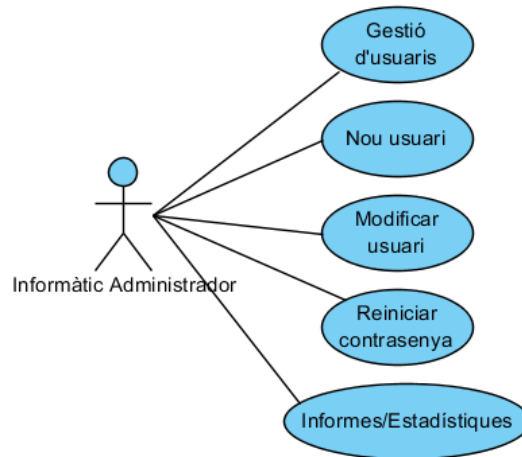 Gestió
d'usuaris
Nou usuari
Modificar
usuari
Informàtic Administrador
Reiniciar
contrasenya
Informes/Estadístiques